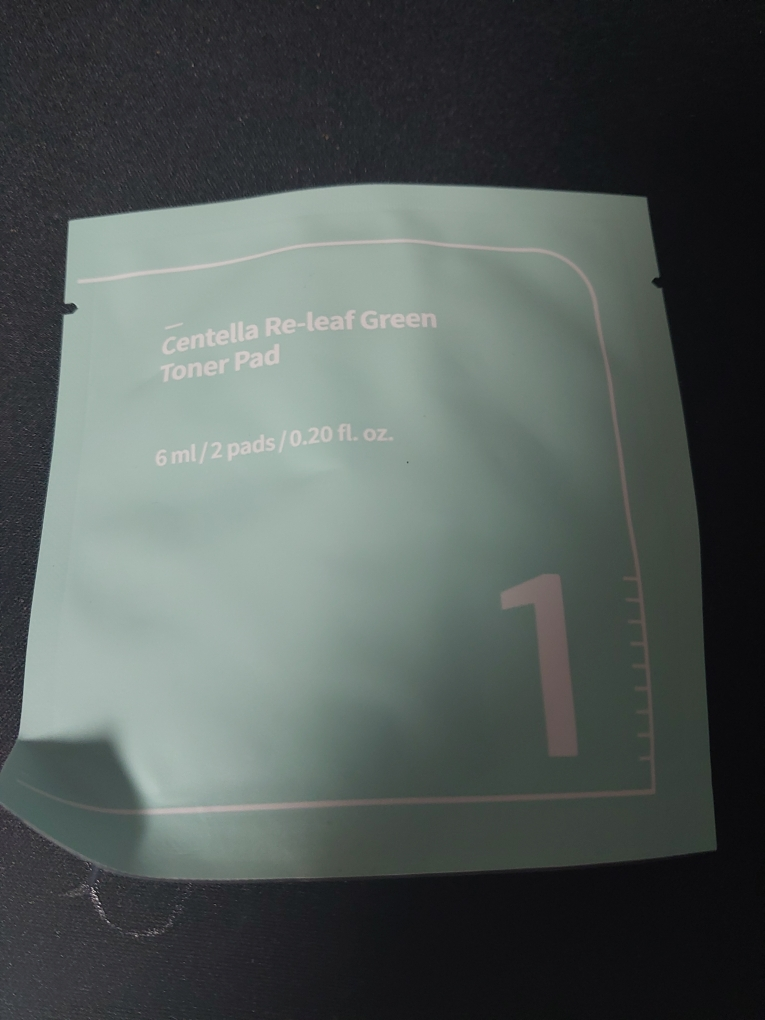 Centella Re-leaf Green
Toner Pad
6 ml / 2 pads / 0.20 fl. oz.
1